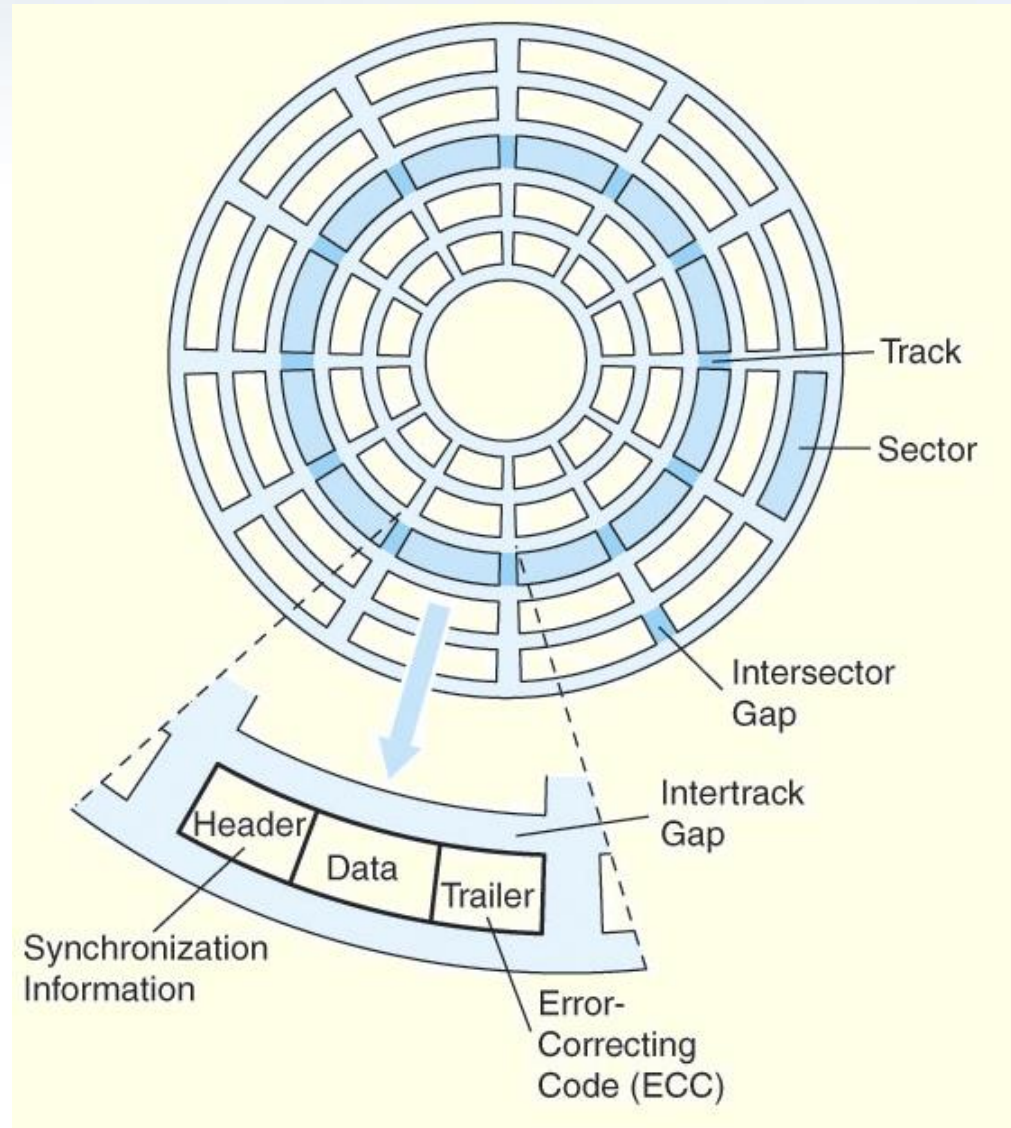 Track
Sector
Intersector
Gap
Intertrack
Gap
Header
Data
Trailer
Synchronization
Information
Error-
Correcting
Code (ECC)